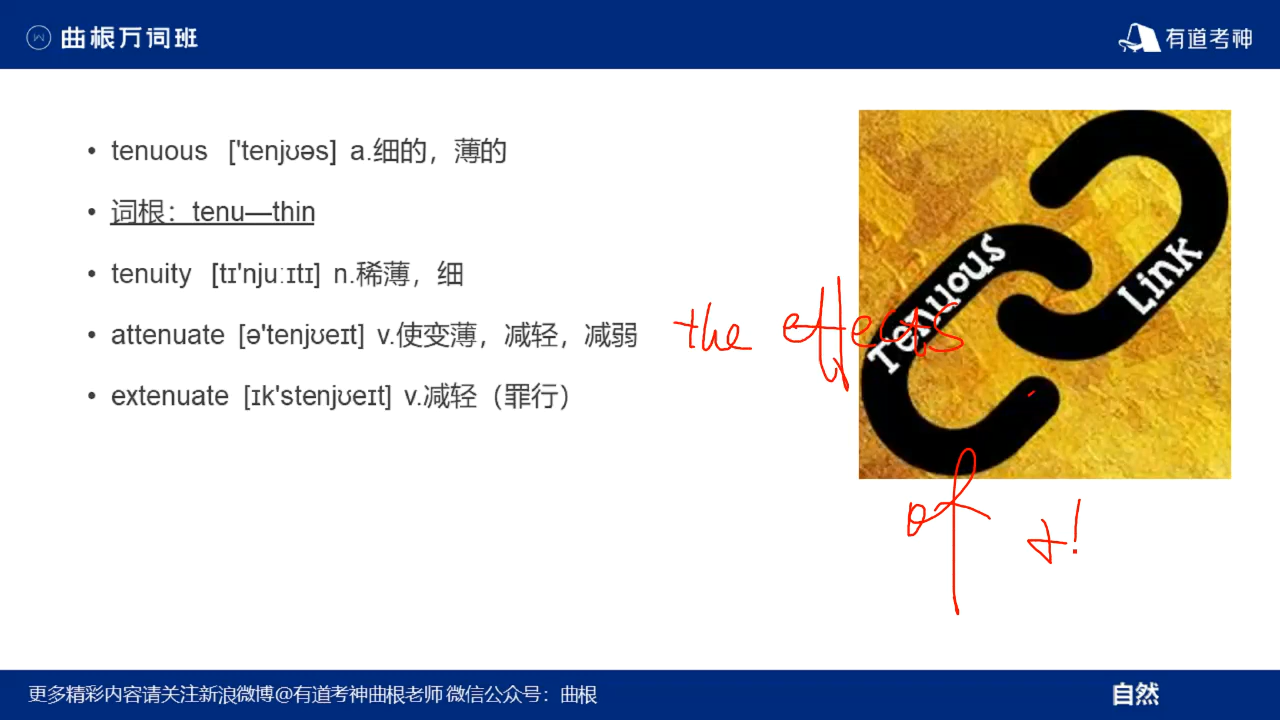 曲根万词班
有道考神
• tenuous ['tenjʊəs] a.细的，薄的
• 词根：tenu—thin
• tenuity [tɪ'njuːɪtɪ] n.稀薄，细
• attenuate [ə'tenjʊeɪt] v.使变薄，减轻，减弱
• extenuate [ɪk'stenjʊeɪt] v.减轻（罪行）
Tenuous
Link
the effects
of
更多精彩内容请关注新浪微博@有道考神曲根老师 微信公众号：曲根
自然